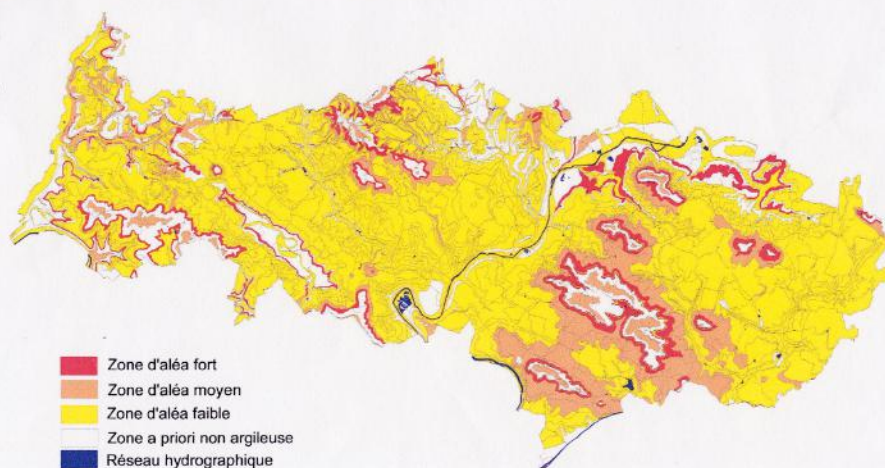 Zone d'aléa fort
Zone d'aléa moyen
Zone d'aléa faible
Zone a priori non argileuse
Réseau hydrographique